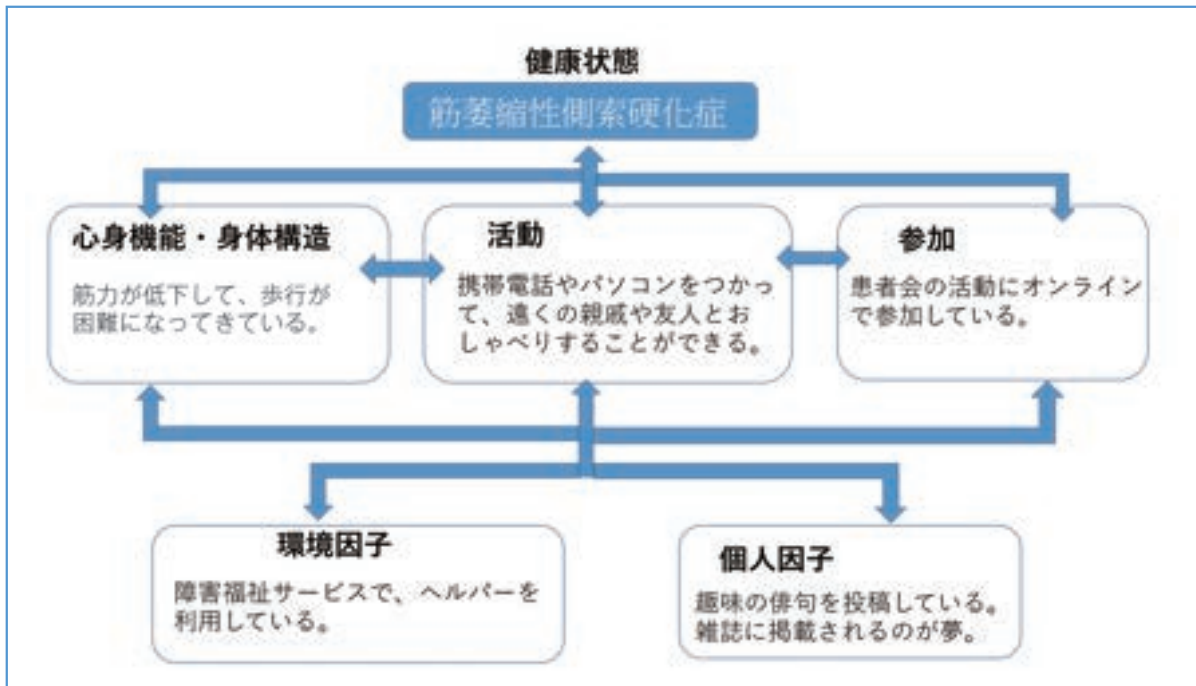 健康状態
筋萎縮性側索硬化症
心身機能・身体構造
筋力が低下して、歩行が
困難になってきている。
活動
携帯電話やパソコンをつかっ
て、遠くの親戚や友人とお
しゃべりすることができる。
参加
患者会の活動にオンライン
で参加している。
環境因子
障害福祉サービスで、ヘルパーを
利用している。
個人因子
趣味の俳句を投稿している。
雑誌に掲載されるのが夢。